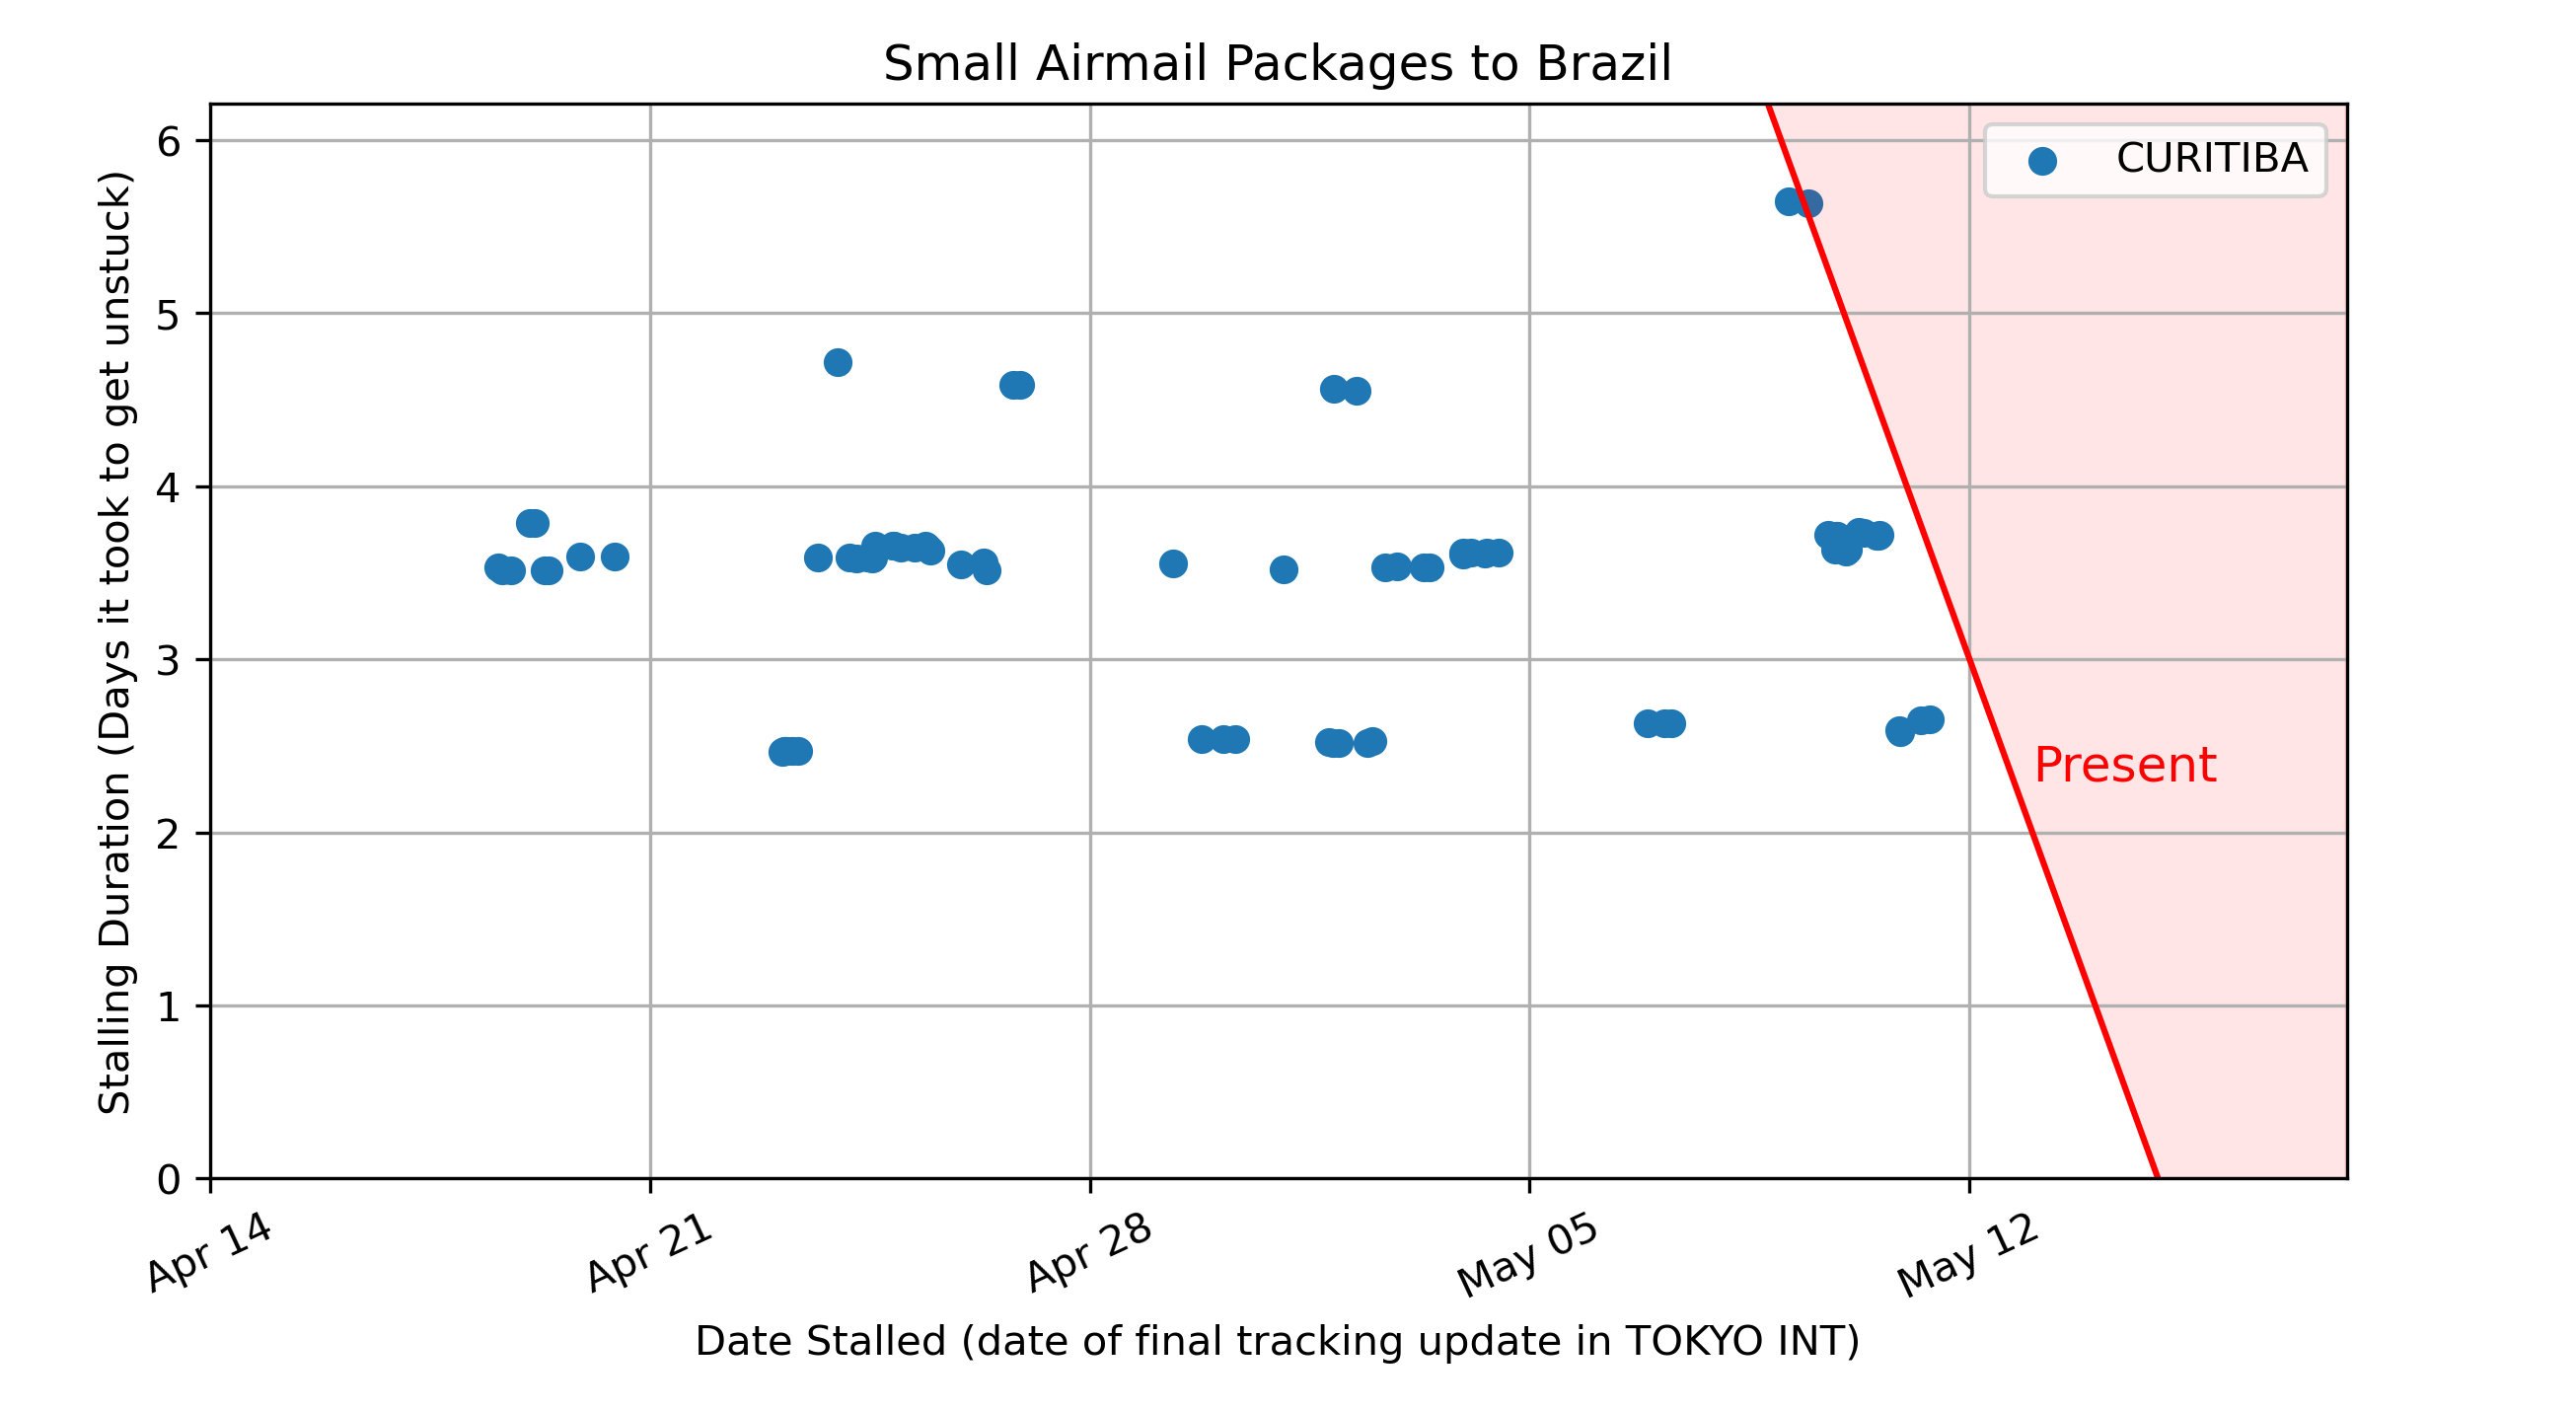 Small Airmail Packages to Brazil
CURITIBA
Stalling Duration (Days it took to get unstuck)
6
5
4
3
2
1
0
Present
Apr 14
Apr 21
Apr 28
May 05
May 12
Date Stalled (date of final tracking update in TOKYO INT)